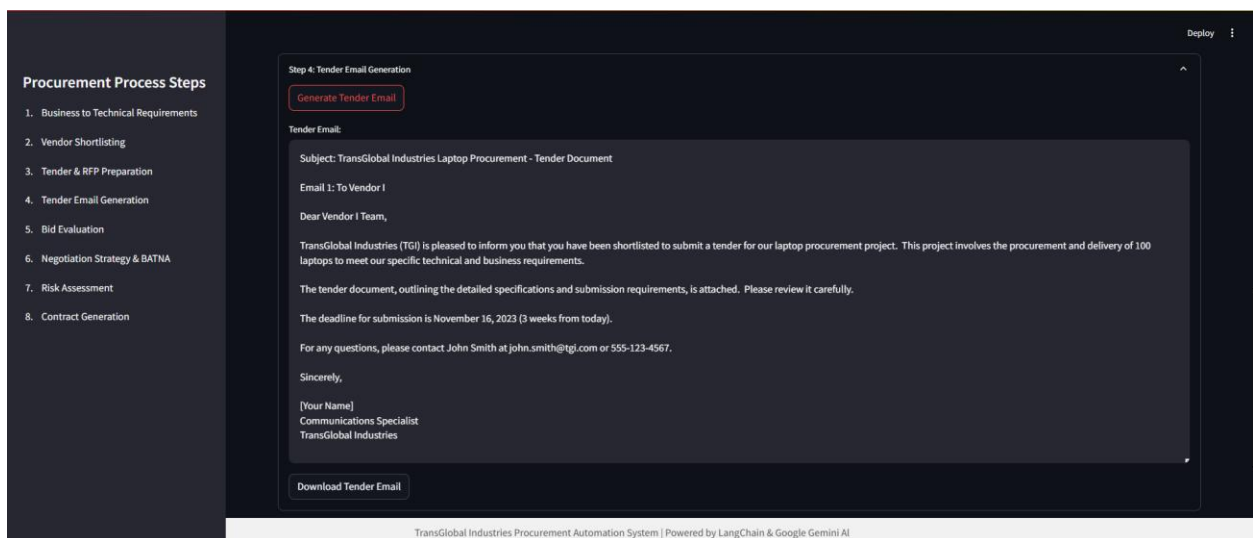 Deploy
Procurement Process Steps
1. Business to Technical Requirements
2. Vendor Shortlisting
3. Tender & RFP Preparation
4. Tender Email Generation
5. Bid Evaluation
6. Negotiation Strategy & BATNA
7. Risk Assessment
8. Contract Generation
Step 4: Tender Email Generation
Generate Tender Email
Tender Email:
Subject: TransGlobal Industries Laptop Procurement - Tender Document
Email 1: To Vendor I
Dear Vendor I Team,
TransGlobal Industries (TGI) is pleased to inform you that you have been shortlisted to submit a tender for our laptop procurement project. This project involves the procurement and delivery of 100
laptops to meet our specific technical and business requirements.
The tender document, outlining the detailed specifications and submission requirements, is attached. Please review it carefully.
The deadline for submission is November 16, 2023 (3 weeks from today).
For any questions, please contact John Smith at john.smith@tgi.com or 555-123-4567.
Sincerely,
[Your Name]
Communications Specialist
TransGlobal Industries
Download Tender Email
TransGlobal Industries Procurement Automation System | Powered by LangChain & Google Gemini AI